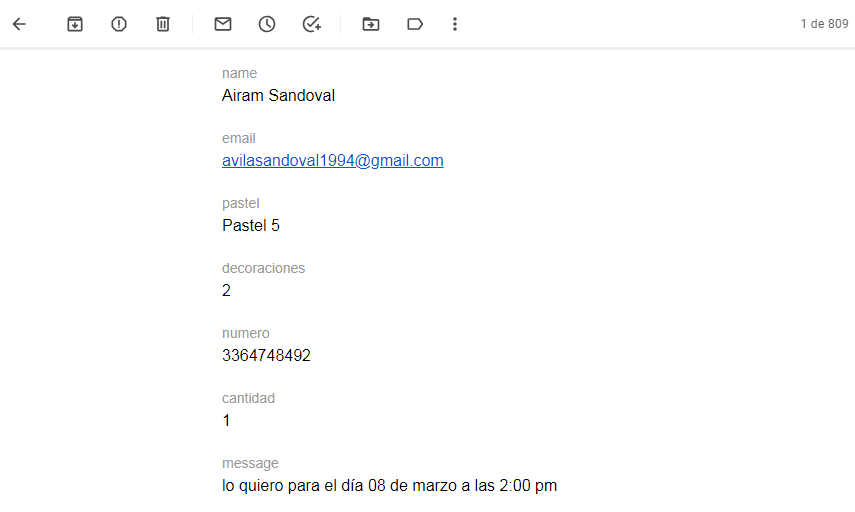 1 de 809
name
Airam Sandoval
email
avilasandoval1994@gmail.com
pastel
Pastel 5
decoraciones
2
numero
3364748492
cantidad
1
message
lo quiero para el día 08 de marzo a las 2:00 pm